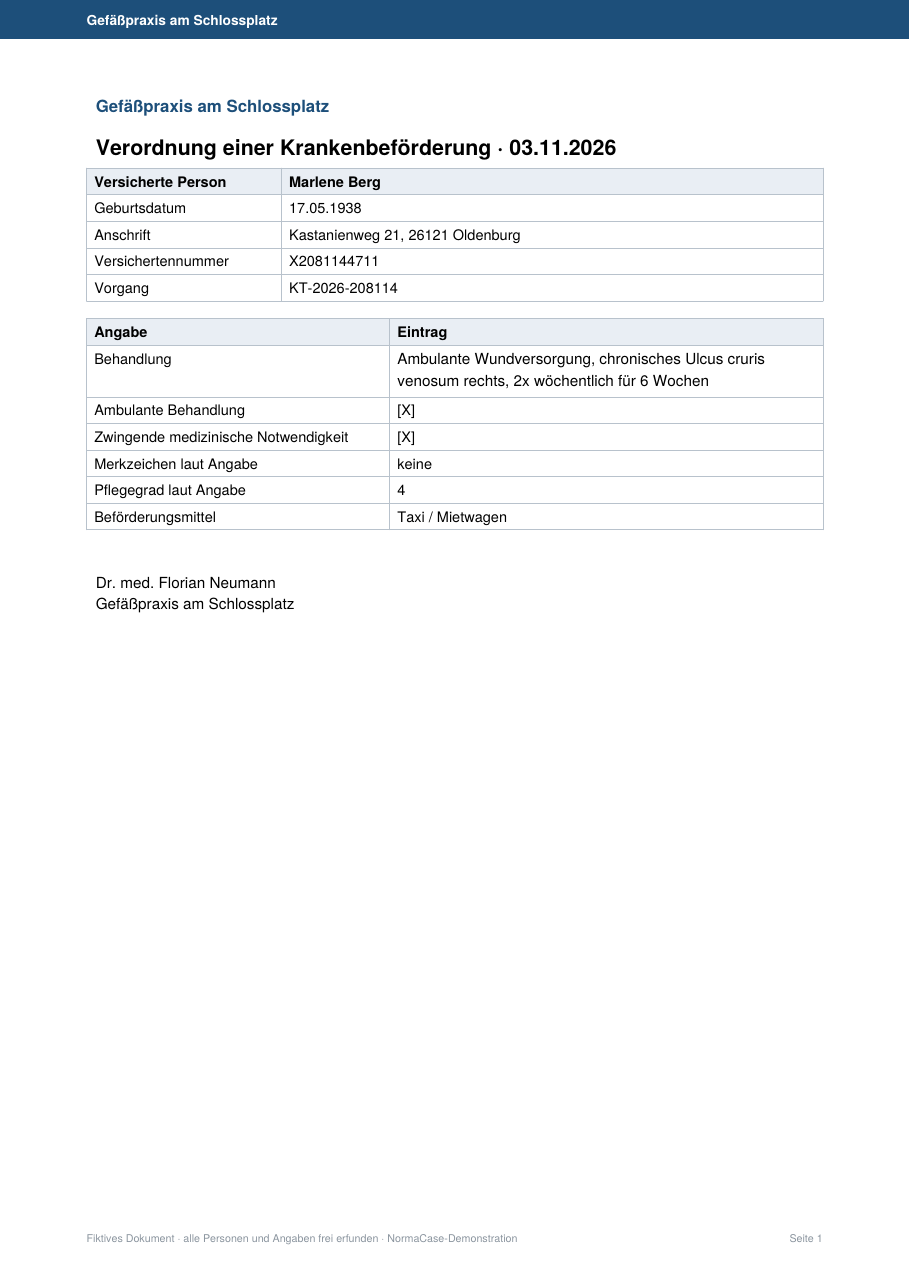 Gefäßpraxis am Schlossplatz
Gefäßpraxis am Schlossplatz
Verordnung einer Krankenbeförderung · 03.11.2026
Versicherte Person Marlene Berg
Geburtsdatum 17.05.1938
Anschrift Kastanienweg 21, 26121 Oldenburg
Versichertennummer X2081144711
Vorgang KT-2026-208114
Angabe Eintrag
Behandlung Ambulante Wundversorgung, chronisches Ulcus cruris
venosum rechts, 2x wöchentlich für 6 Wochen
Ambulante Behandlung [X]
Zwingende medizinische Notwendigkeit [X]
Merkzeichen laut Angabe keine
Pflegegrad laut Angabe 4
Beförderungsmittel Taxi / Mietwagen
Dr. med. Florian Neumann
Gefäßpraxis am Schlossplatz
Fiktives Dokument · alle Personen und Angaben frei erfunden · NormaCase-Demonstration Seite 1